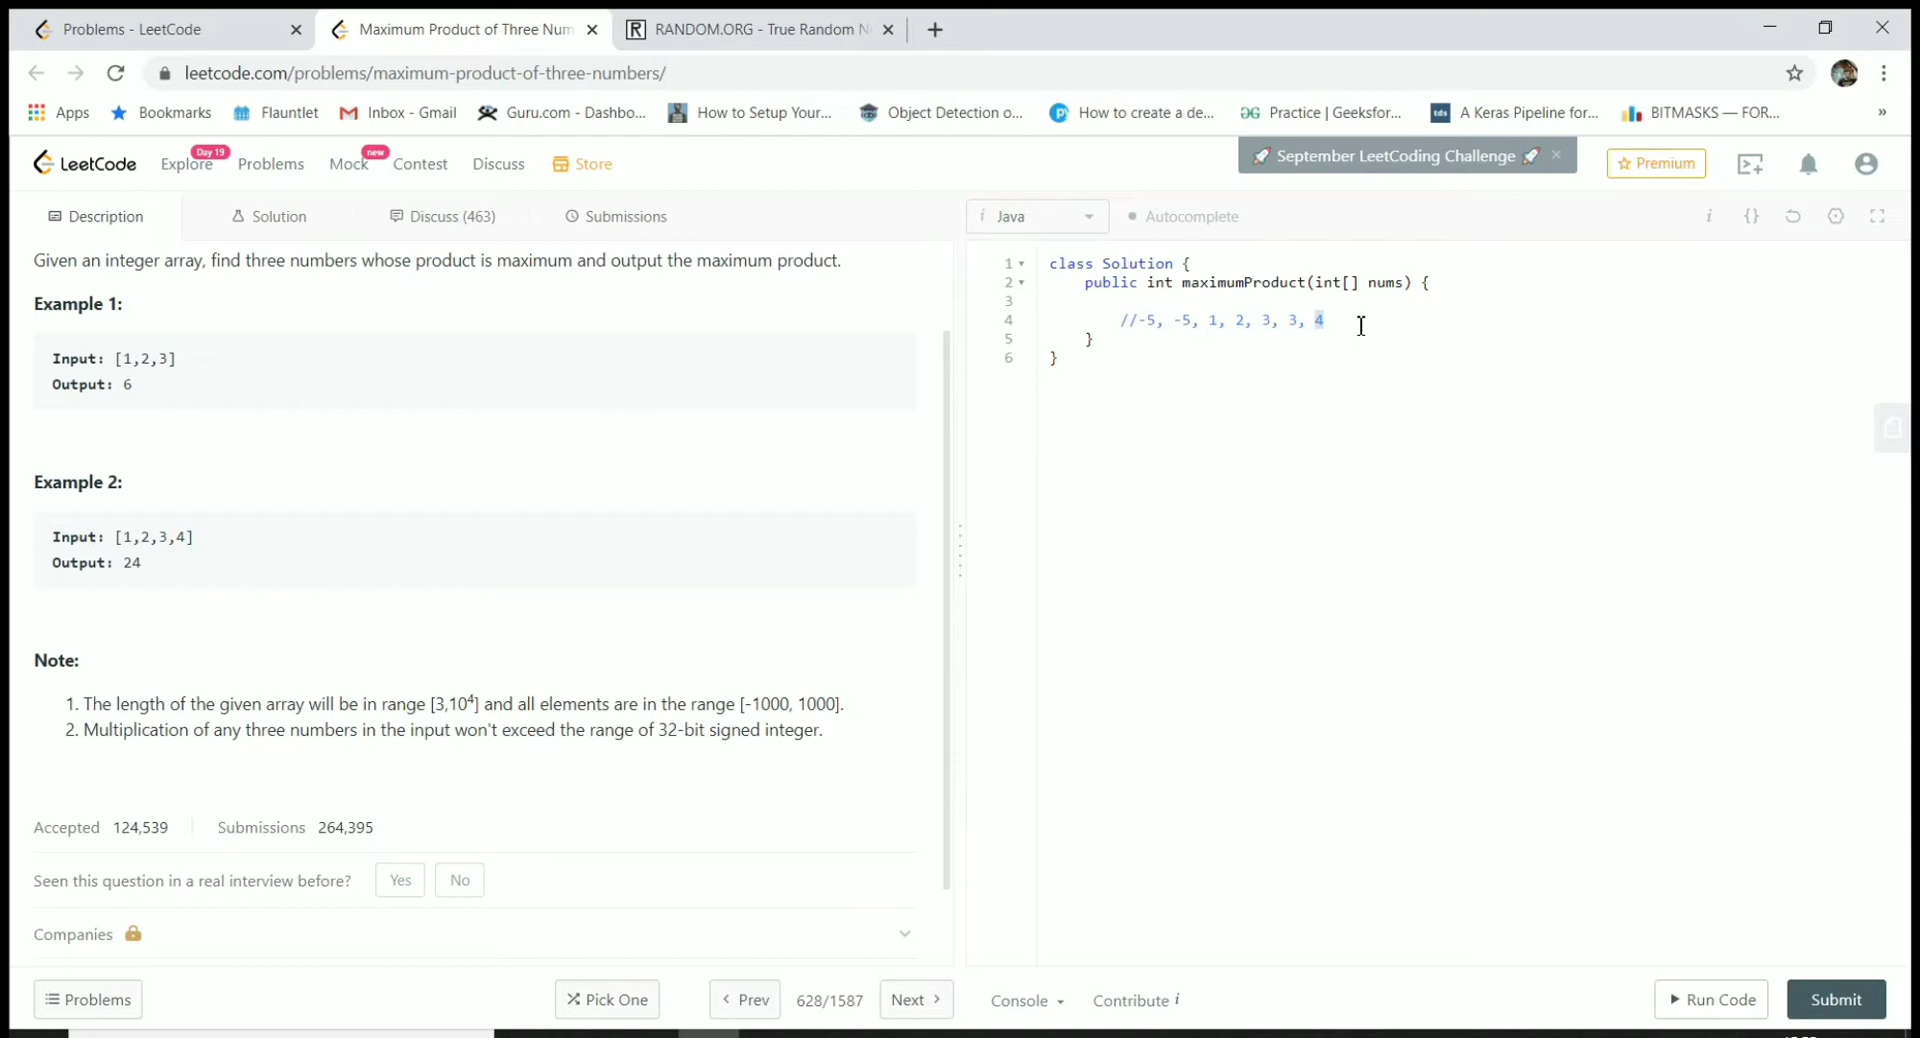 Problems - LeetCode
Maximum Product of Three Num
RANDOM.ORG - True Random N
leetcode.com/problems/maximum-product-of-three-numbers/
Apps
Bookmarks
Flauntlet
Inbox - Gmail
Guru.com - Dashbo...
How to Setup Your...
Object Detection o...
How to create a de...
Practice | Geeksfor...
A Keras Pipeline for...
BITMASKS — FOR...
»
LeetCode
Explore
Day 19
Problems
Mock
new
Contest
Discuss
Store
September LeetCoding Challenge
Premium
Description
Solution
Discuss (463)
Submissions
Given an integer array, find three numbers whose product is maximum and output the maximum product.
Example 1:
Input: [1,2,3]
Output: 6
Example 2:
Input: [1,2,3,4]
Output: 24
Note:
1. The length of the given array will be in range [3,10⁴] and all elements are in the range [-1000, 1000].
2. Multiplication of any three numbers in the input won't exceed the range of 32-bit signed integer.
Accepted 124,539
Submissions 264,395
Seen this question in a real interview before?
Yes
No
Companies
Problems
Pick One
Prev
628/1587
Next
i Java
Autocomplete
i {}
1 class Solution {
2 public int maximumProduct(int[] nums) {
3
4 //-5, -5, 1, 2, 3, 3, 4
5 }
6 }
Console
Contribute i
Run Code
Submit